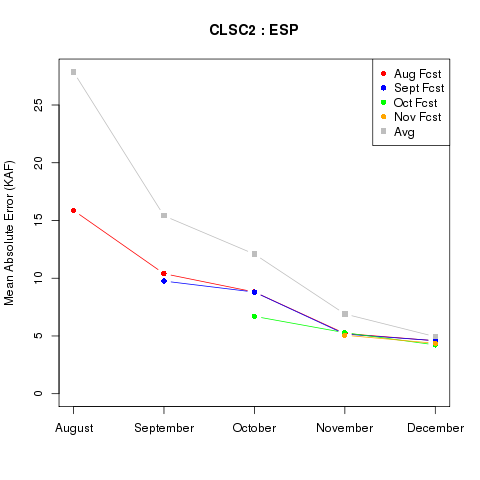 CLSC2 : ESP
Aug Fcst
Sept Fcst
Oct Fcst
Nov Fcst
Avg
Mean Absolute Error (KAF)
25
20
15
10
5
0
August September October November December